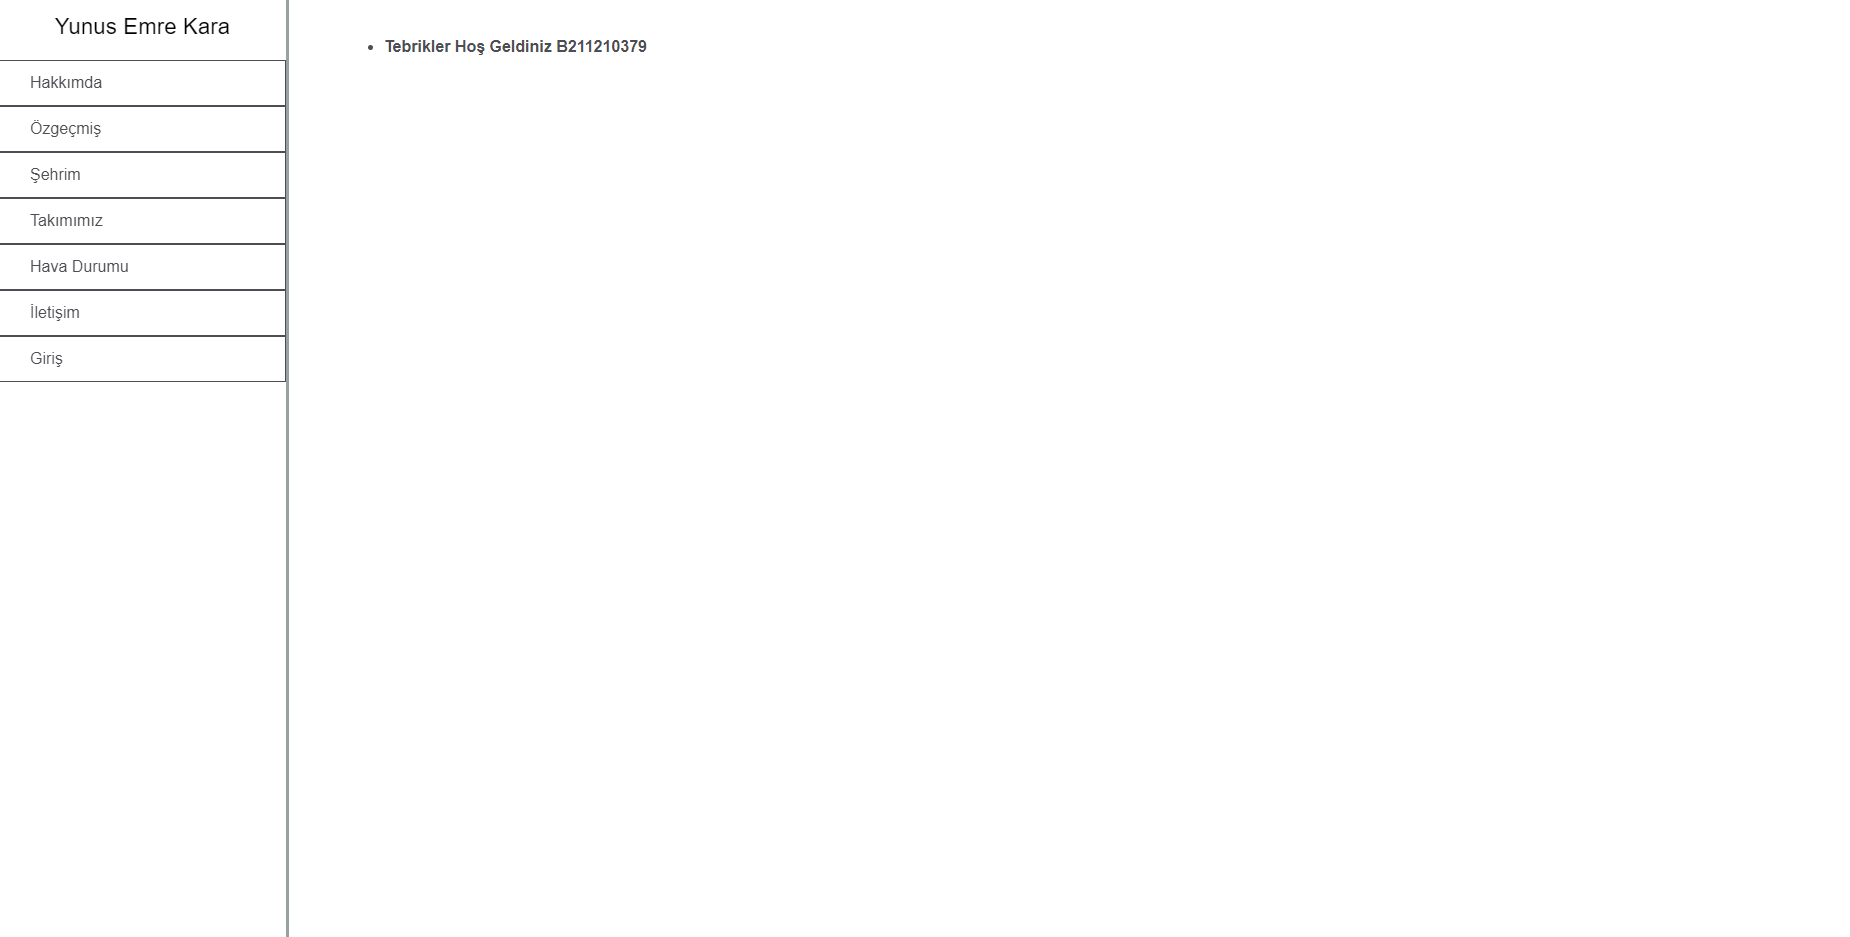 Yunus Emre Kara
Hakkımda
Özgeçmiş
Şehrim
Takımımız
Hava Durumu
İletişim
Giriş
Tebrikler Hoş Geldiniz B211210379